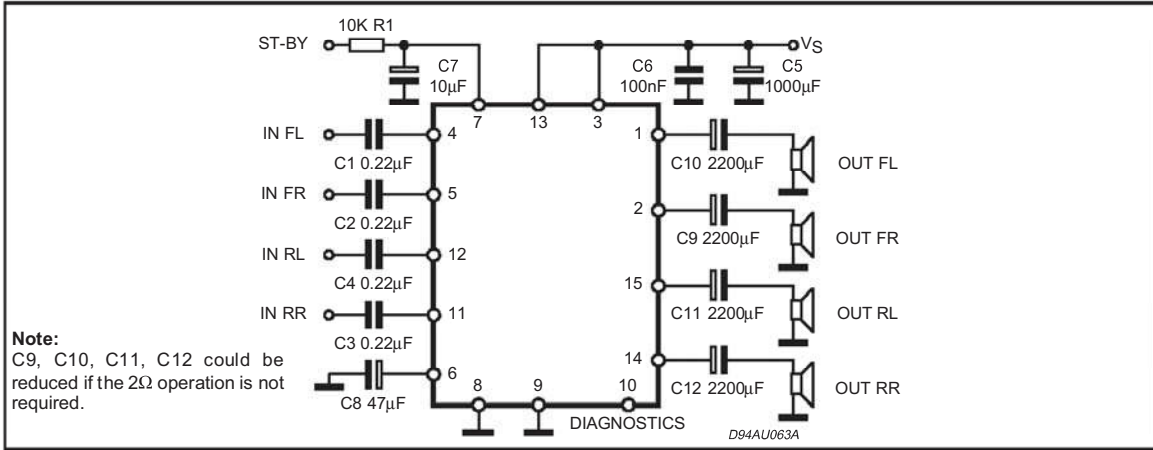 10K R1
ST-BY
C7
10μF
C6
100nF
VS
C5
1000μF
7
13
3
IN FL
C1 0.22μF
4
1
C10 2200μF
OUT FL
IN FR
C2 0.22μF
5
2
C9 2200μF
OUT FR
IN RL
C4 0.22μF
12
15
C11 2200μF
OUT RL
IN RR
C3 0.22μF
11
14
C12 2200μF
OUT RR
C8 47μF
6
8
9
10
DIAGNOSTICS
D94AU063A
Note:
C9, C10, C11, C12 could be
reduced if the 2Ω operation is not
required.